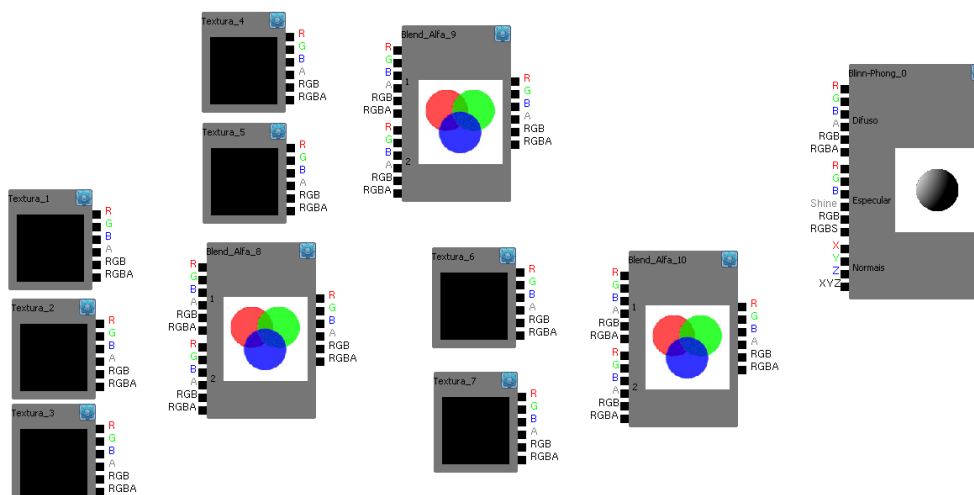 Textura_4
R
G
B
A
RGB
RGBA
Textura_5
R
G
B
A
RGB
RGBA
Blend_Alfa_9
R
G
B
1
A
RGB
RGBA
R
G
B
A
2
RGB
RGBA
R
G
B
A
RGB
RGBA
Blinn-Phong_0
R
G
B
A
Difuso
RGB
RGBA
R
G
B
Shine
Especular
RGB
RGBS
X
Y
Z
Normais
XYZ
Textura_1
R
G
B
A
RGB
RGBA
Textura_2
R
G
B
A
RGB
RGBA
Textura_3
R
G
B
A
RGB
RGBA
Blend_Alfa_8
R
G
B
1
A
RGB
RGBA
R
G
B
2
A
RGB
RGBA
R
G
B
A
RGB
RGBA
Textura_6
R
G
B
A
RGB
RGBA
Textura_7
R
G
B
A
RGB
RGBA
Blend_Alfa_10
R
G
B
1
A
RGB
RGBA
R
G
B
2
A
RGB
RGBA
R
G
B
A
RGB
RGBA